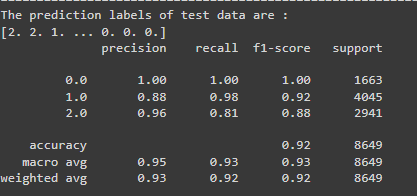 The prediction labels of test data are :
[2. 2. 1. ... 0. 0. 0.]
precision recall f1-score support
0.0 1.00 1.00 1.00 1663
1.0 0.88 0.98 0.92 4045
2.0 0.96 0.81 0.88 2941
accuracy 0.92 8649
macro avg 0.95 0.93 0.93 8649
weighted avg 0.93 0.92 0.92 8649